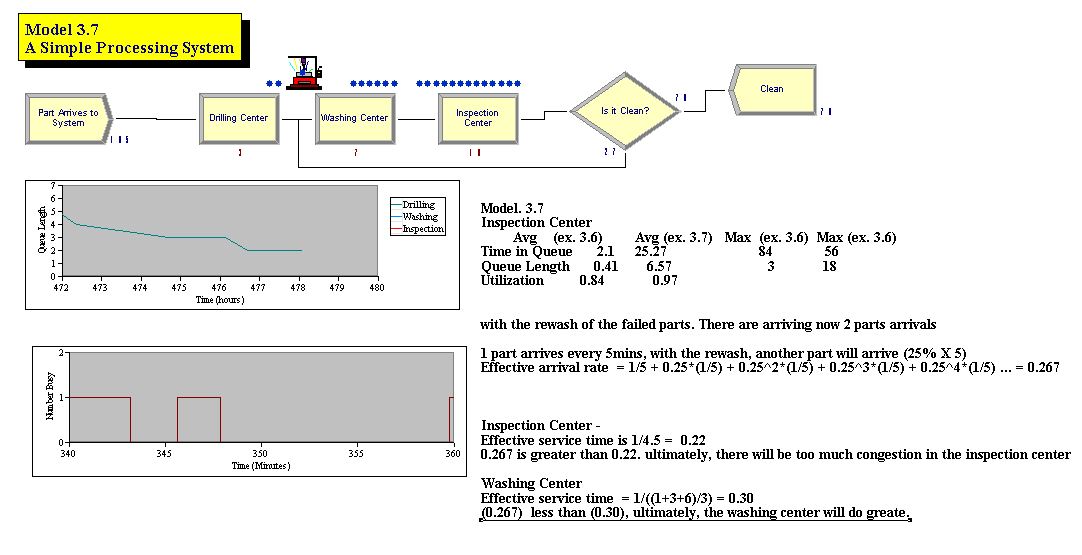 Model 3.7
A Simple Processing System
Part Arrives to
System
105
Drilling Center
3
Washing Center
7
Inspection
Center
18
Is it Clean?
78
27
Clean
78
7
6
5
4
3
2
1
0
Queue Length
472 473 474 475 476 477 478 479 480
Time (hours)
Drilling
Washing
Inspection
2
1
0
Number Busy
340 345 350 355 360
Time (Minutes)
Model. 3.7
Inspection Center
Avg (ex. 3.6) Avg (ex. 3.7) Max (ex. 3.6) Max (ex. 3.6)
Time in Queue 2.1 25.27 84 56
Queue Length 0.41 6.57 3 18
Utilization 0.84 0.97
with the rewash of the failed parts. There are arriving now 2 parts arrivals
1 part arrives every 5mins, with the rewash, another part will arrive (25% X 5)
Effective arrival rate = 1/5 + 0.25*(1/5) + 0.25^2*(1/5) + 0.25^3*(1/5) + 0.25^4*(1/5) ... = 0.267
Inspection Center -
Effective service time is 1/4.5 = 0.22
0.267 is greater than 0.22. ultimately, there will be too much congestion in the inspection center
Washing Center
Effective service time = 1/((1+3+6)/3) = 0.30
(0.267) less than (0.30), ultimately, the washing center will do greate.